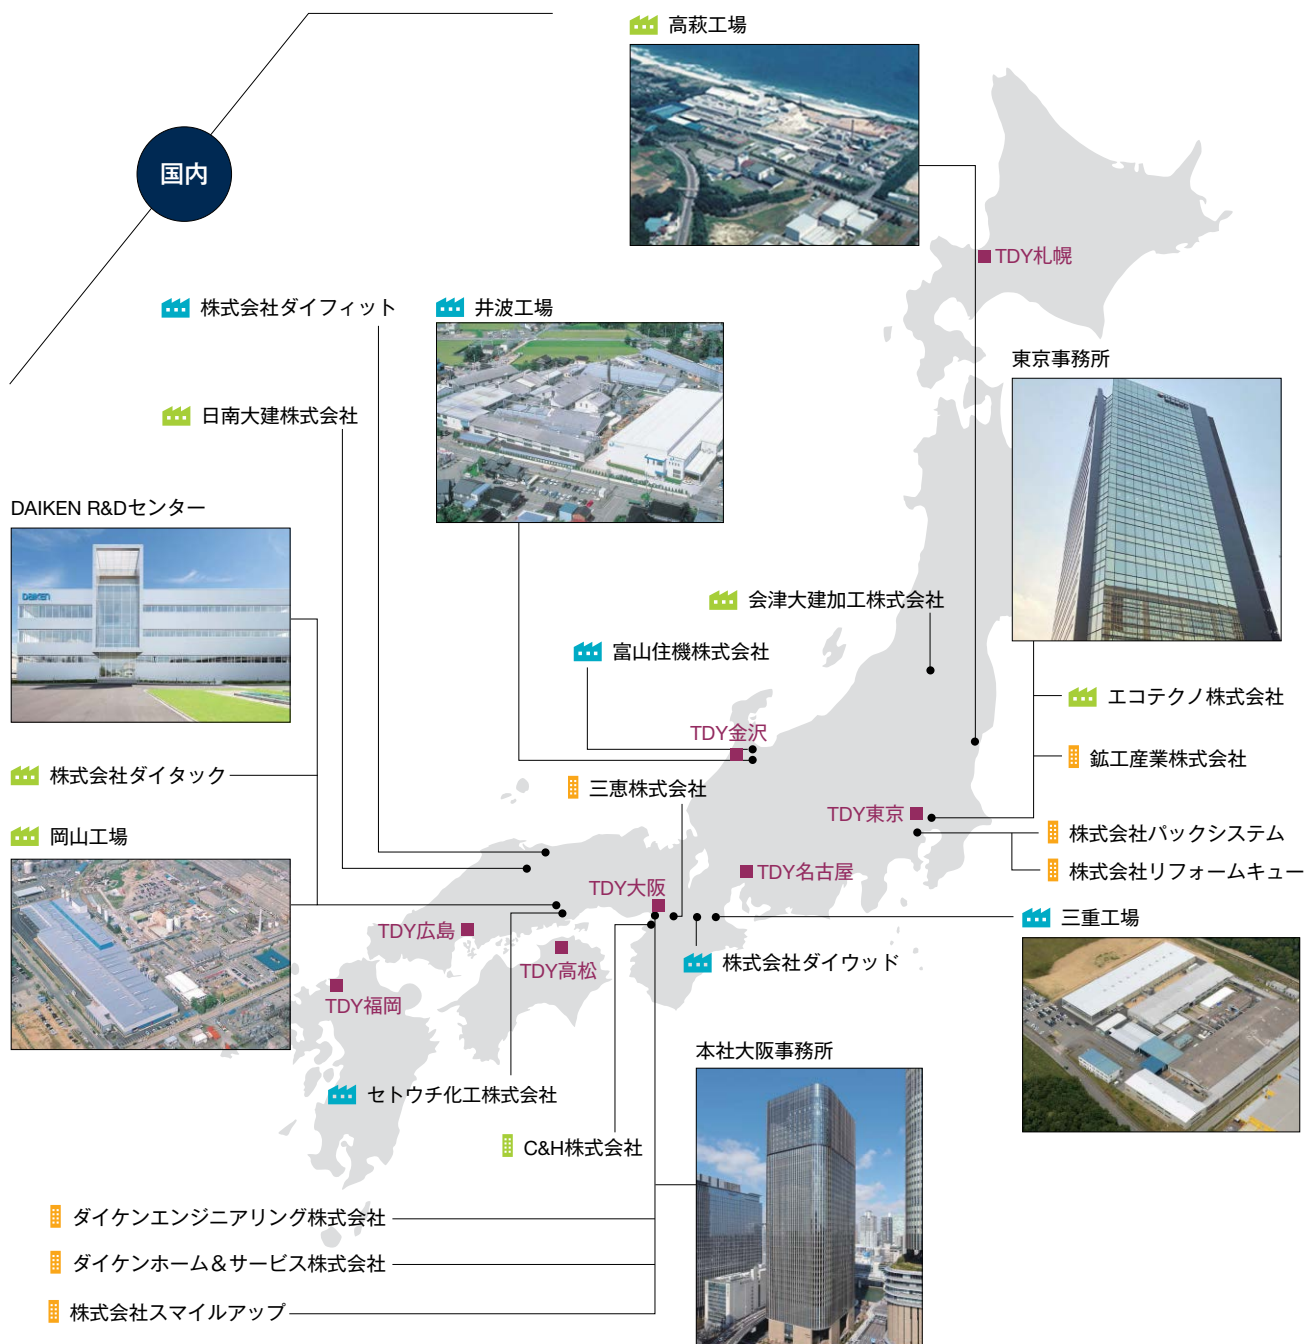 国内
高萩工場
TDY札幌
株式会社ダイフィット
井波工場
東京事務所
日南大建株式会社
DAIKEN R&Dセンター
DAIKEN
会津大建加工株式会社
富山住機株式会社
エコテクノ株式会社
TDY金沢
鉱工産業株式会社
株式会社ダイタック
三恵株式会社
TDY東京
株式会社パックシステム
岡山工場
株式会社リフォームキュー
TDY名古屋
TDY大阪
三重工場
TDY広島
TDY高松
株式会社ダイウッド
TDY福岡
本社大阪事務所
セトウチ化工株式会社
C&H株式会社
ダイケンエンジニアリング株式会社
ダイケンホーム＆サービス株式会社
株式会社スマイルアップ